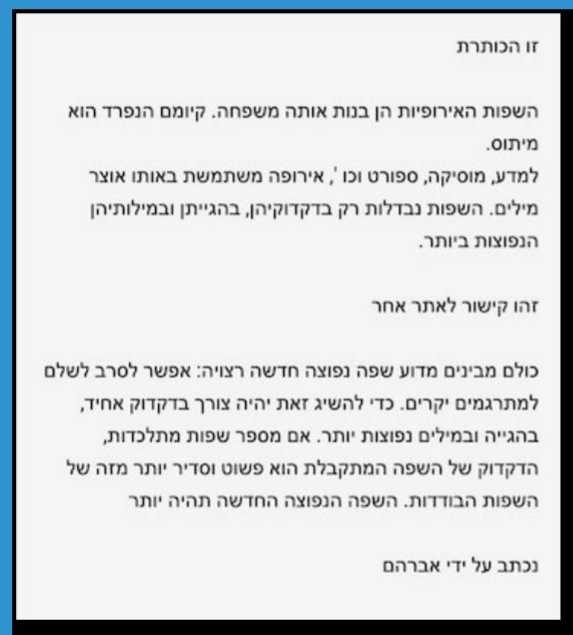 זו הכותרת
השפות האירופיות הן בנות אותה משפחה. קיומם הנפרד הוא
מיתוס.
למדע, מוסיקה, ספורט וכו ', אירופה משתמשת באותו אוצר
מילים. השפות נבדלות רק בדקדוקיהן, בהגייתן ובמילותיהן
הנפוצות ביותר.
זהו קישור לאתר אחר
כולם מבינים מדוע שפה נפוצה חדשה רצויה: אפשר לסרב לשלם
למתרגמים יקרים. כדי להשיג זאת יהיה צורך בדקדוק אחיד,
בהגייה ובמילים נפוצות יותר. אם מספר שפות מתלכדות,
הדקדוק של השפה המתקבלת הוא פשוט וסדיר יותר מזה של
השפות הבודדות. השפה הנפוצה החדשה תהיה יותר
נכתב על ידי אברהם